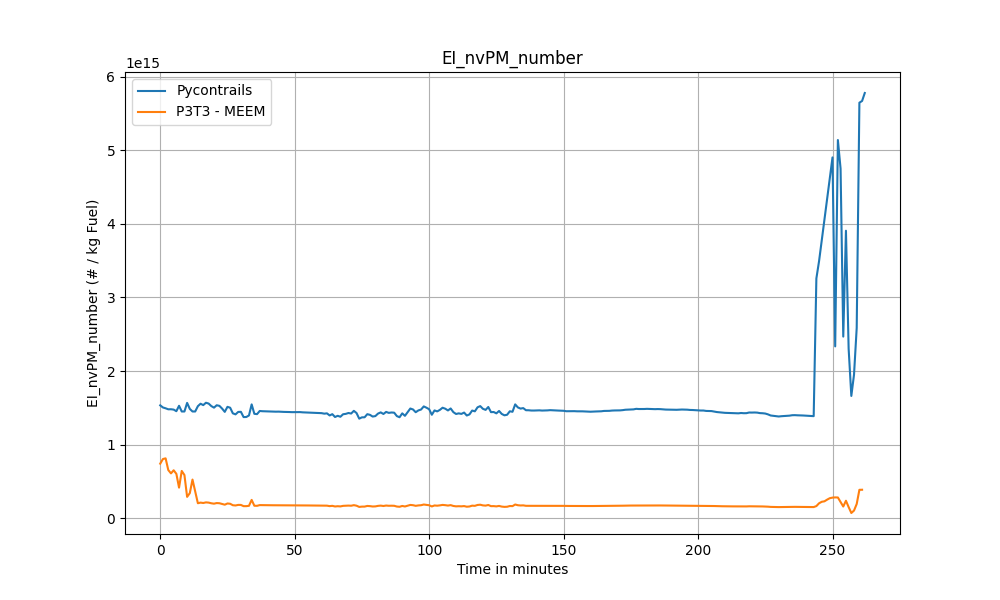 EI_nvPM_number
1e15
Pycontrails
P3T3 - MEEM
6
5
4
3
2
1
0
EI_nvPM_number (# / kg Fuel)
0 50 100 150 200 250
Time in minutes